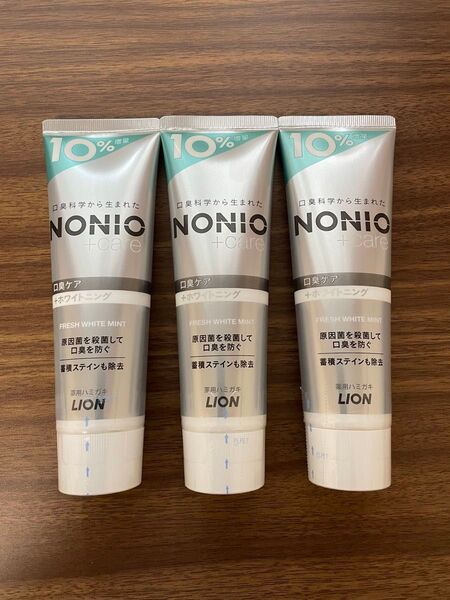 10%増量
口臭科学から生まれた
NONIO
+care
口臭ケア
+ホワイトニング
FRESH WHITE MINT
原因菌を殺菌して
口臭を防ぐ
蓄積ステインも除去
薬用ハミガキ
LION
10%増量
口臭科学から生まれた
NONIO
+care
口臭ケア
+ホワイトニング
FRESH WHITE MINT
原因菌を殺菌して
口臭を防ぐ
蓄積ステインも除去
薬用ハミガキ
LION
10%増量
口臭科学から生まれた
NONIO
+care
口臭ケア
+ホワイトニング
FRESH WHITE MINT
原因菌を殺菌して
口臭を防ぐ
蓄積ステインも除去
薬用ハミガキ
LION